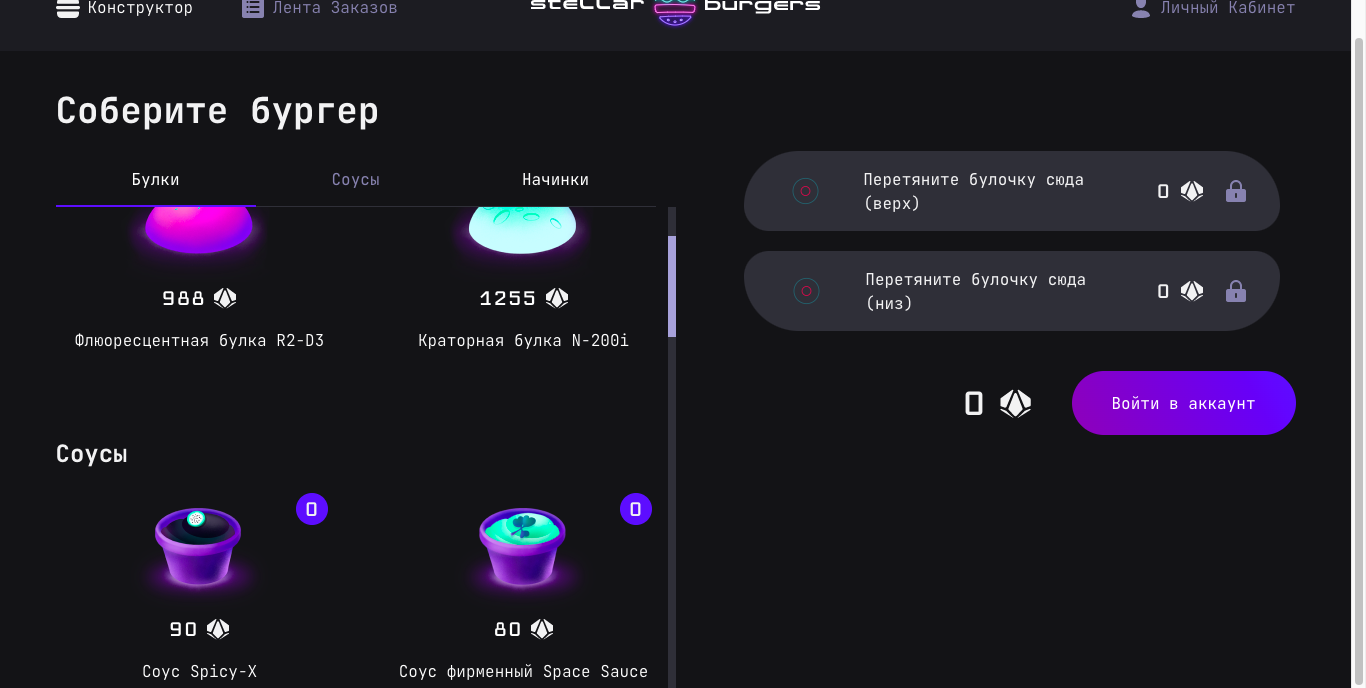 Конструктор
Лента Заказов
stellar burgers
Личный Кабинет
Соберите бургер
Булки
Соусы
Начинки
988
1255
Флюоресцентная булка R2-D3
Краторная булка N-200i
Соусы
0
0
90
80
Соус Spicy-X
Соус фирменный Space Sauce
Перетяните булочку сюда
(верх)
0
Перетяните булочку сюда
(низ)
0
0
Войти в аккаунт